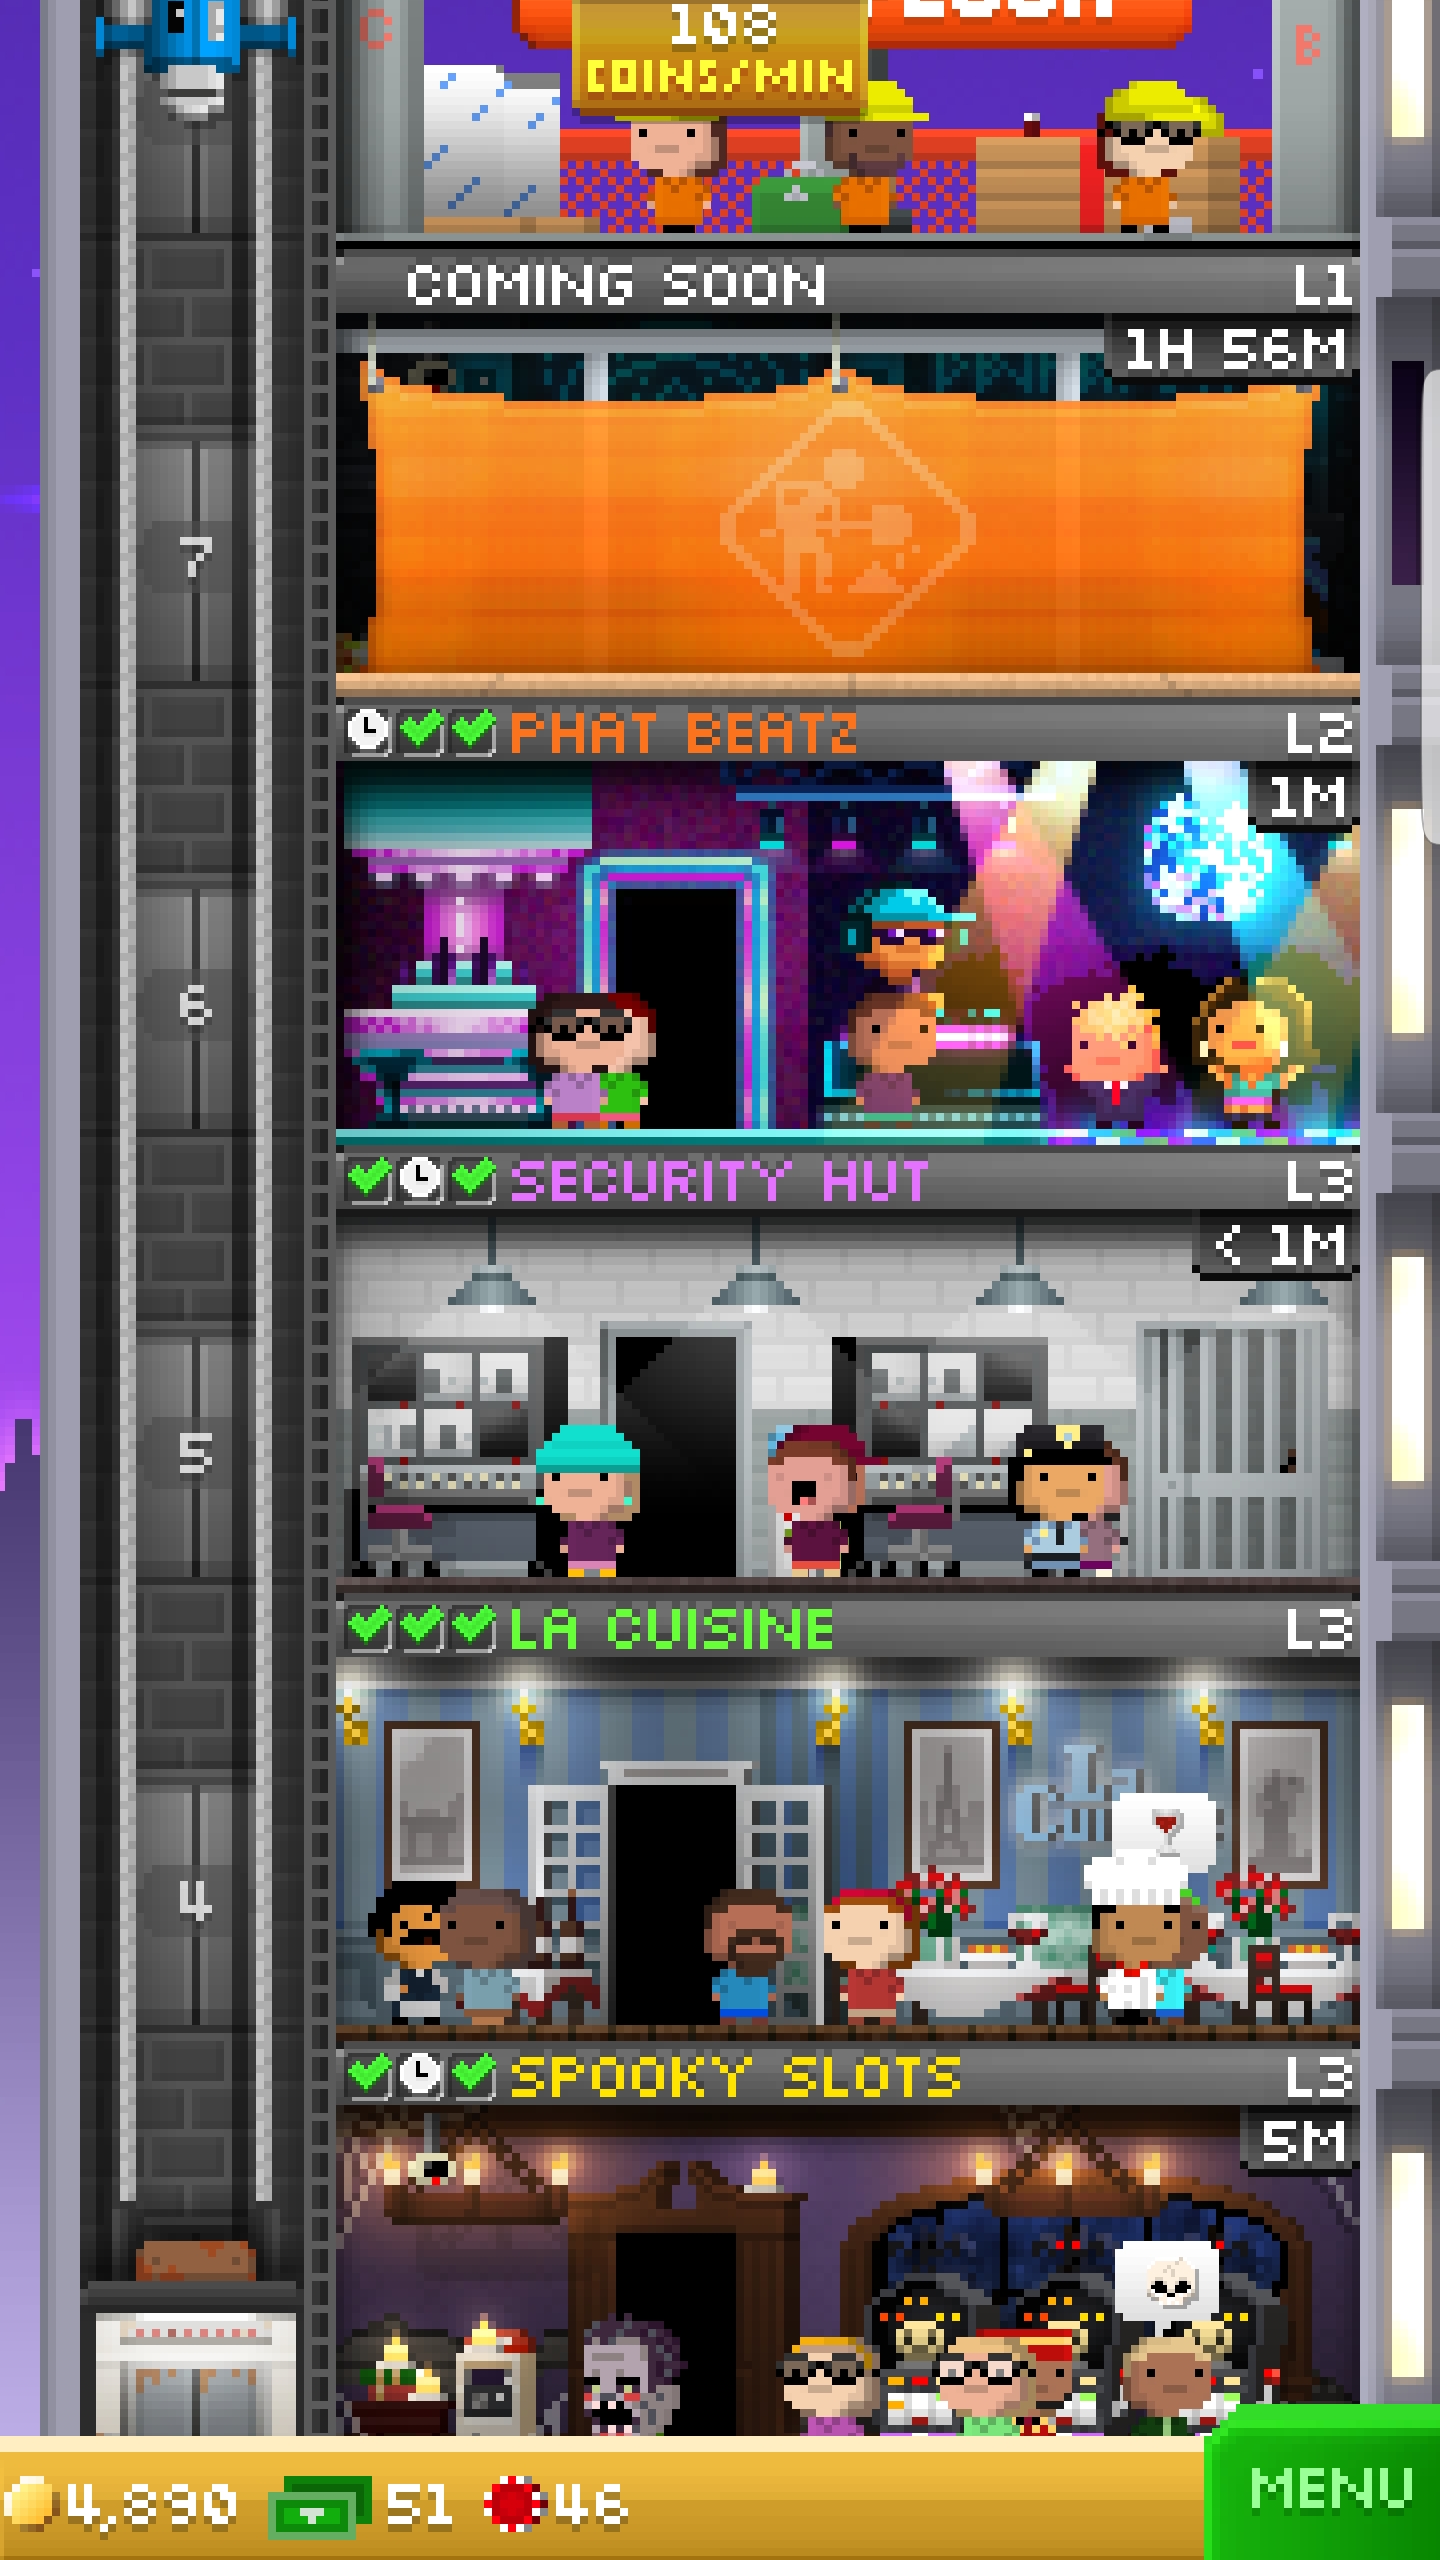 108
COINS/MIN
C
B
COMING SOON L1
1H 56M
7
PHAT BEATZ L2
1M
6
SECURITY HUT L3
< 1M
5
LA CUISINE L3
La
4
SPOOKY SLOTS L3
5M
4,890 51 46
MENU